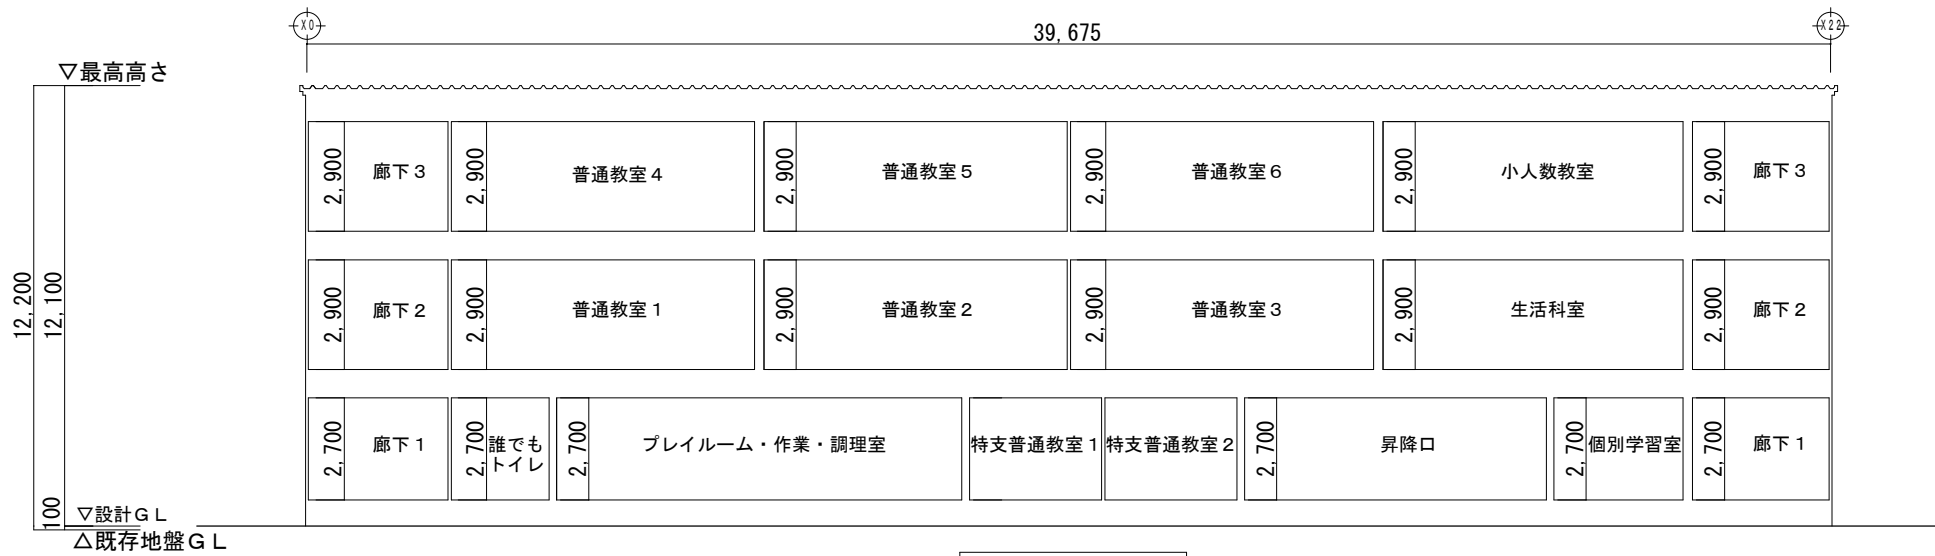 X0
X22
39,675
▽最高高さ
2,900 廊下3 2,900 普通教室4 2,900 普通教室5 2,900 普通教室6 2,900 小人数教室 2,900 廊下3
12,200
12,100
2,900 廊下2 2,900 普通教室1 2,900 普通教室2 2,900 普通教室3 2,900 生活科室 2,900 廊下2
2,700 廊下1 2,700 誰でも
トイレ
2,700 プレイルーム・作業・調理室 特支普通教室1 特支普通教室2 2,700 昇降口 2,700 個別学習室 2,700 廊下1
100
▽設計GL
△既存地盤GL